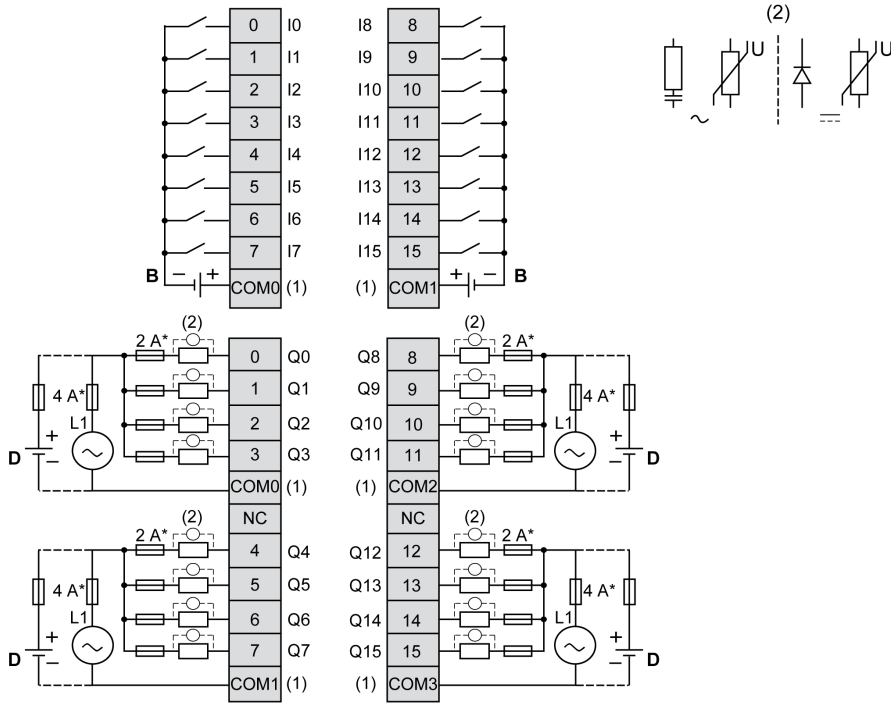 0 I0 I8 8
1 I1 I9 9
2 I2 I10 10
3 I3 I11 11
4 I4 I12 12
5 I5 I13 13
6 I6 I14 14
7 I7 I15 15
B − + COM0 (1) (1) COM1 + − B
(2)
U U
(2) (2)
2 A* 0 Q0 Q8 8 2 A*
4 A* 1 Q1 Q9 9 4 A*
L1 2 Q2 Q10 10 L1
D + − 3 Q3 Q11 11 + − D
COM0 (1) (1) COM2
NC NC
(2) (2)
2 A* 4 Q4 Q12 12 2 A*
4 A* 5 Q5 Q13 13 4 A*
L1 6 Q6 Q14 14 L1
D + − 7 Q7 Q15 15 + − D
COM1 (1) (1) COM3